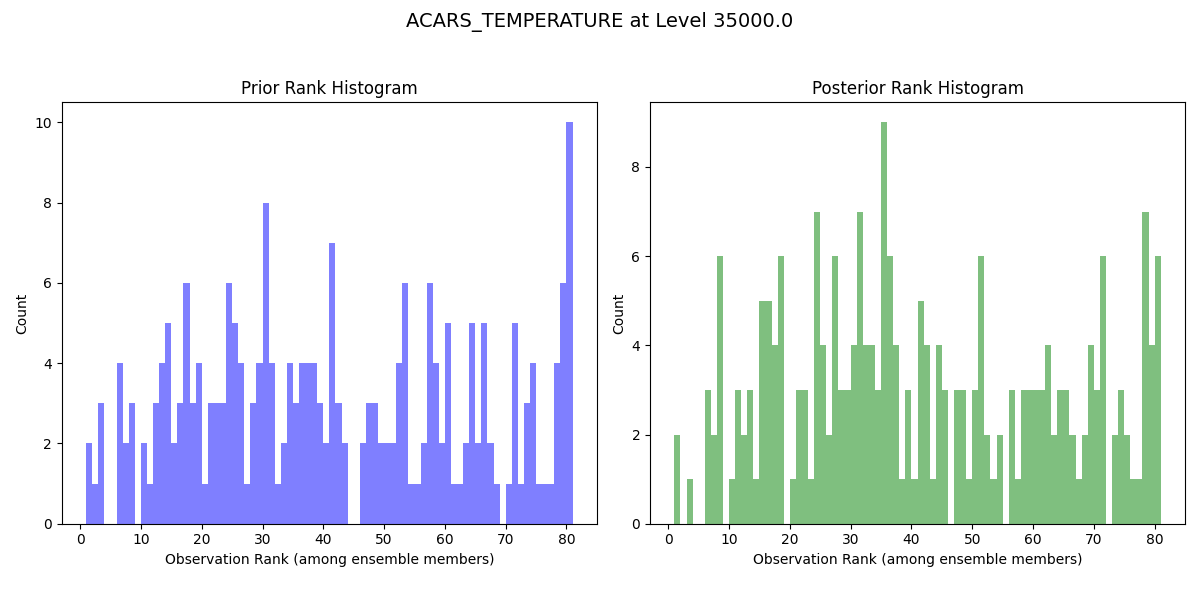 ACARS_TEMPERATURE at Level 35000.0
Prior Rank Histogram
Count
10
8
6
4
2
0
0 10 20 30 40 50 60 70 80
Observation Rank (among ensemble members)
Posterior Rank Histogram
Count
8
6
4
2
0
0 10 20 30 40 50 60 70 80
Observation Rank (among ensemble members)